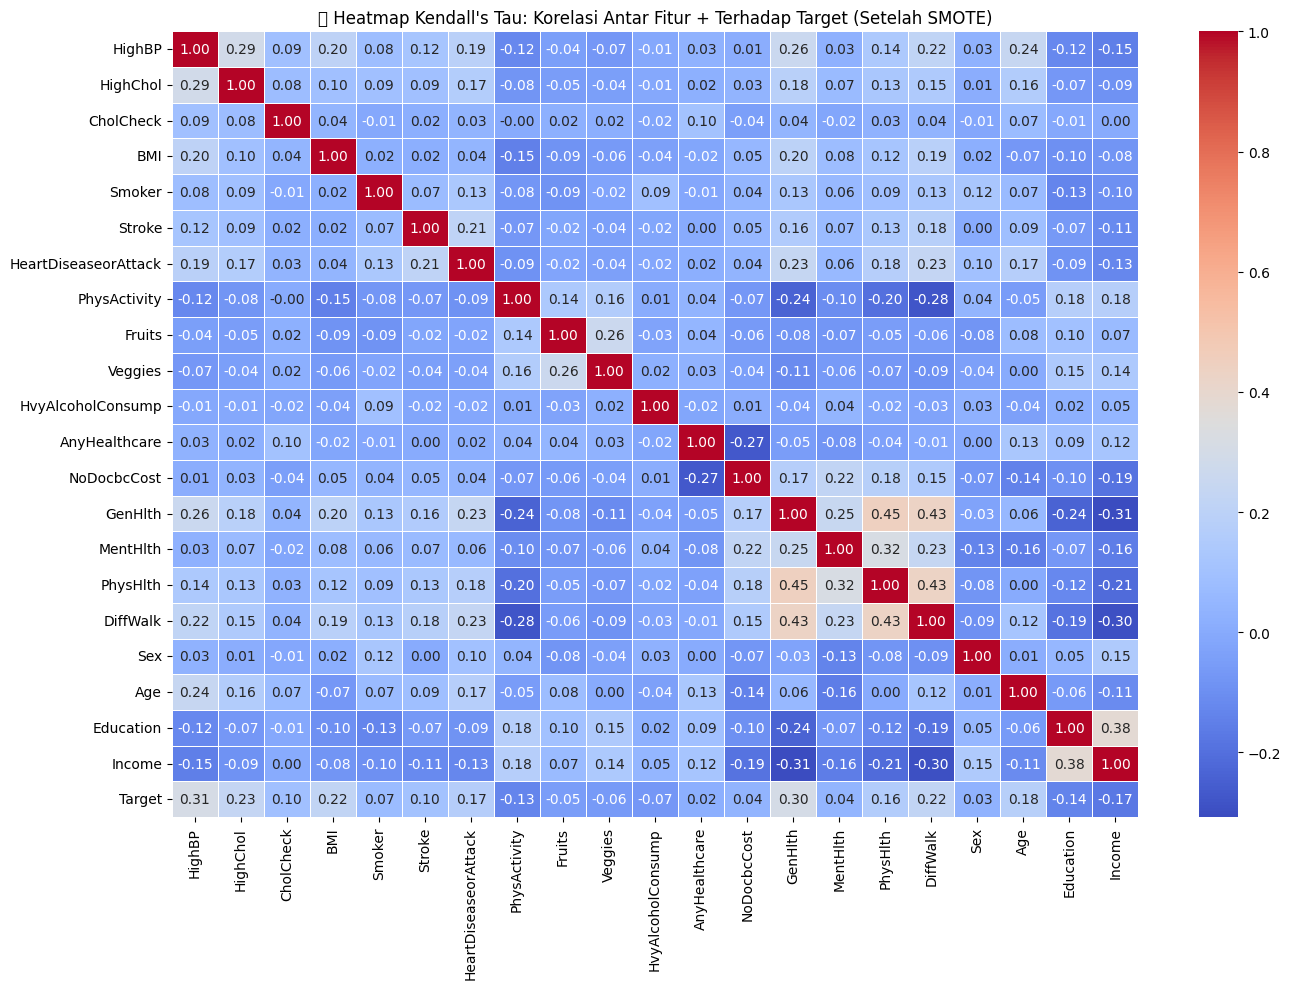 Heatmap Kendall's Tau: Korelasi Antar Fitur + Terhadap Target (Setelah SMOTE)
HighBP 1.00 0.29 0.09 0.20 0.08 0.12 0.19 -0.12 -0.04 -0.07 -0.01 0.03 0.01 0.26 0.03 0.14 0.22 0.03 0.24 -0.12 -0.15
HighChol 0.29 1.00 0.08 0.10 0.09 0.09 0.17 -0.08 -0.05 -0.04 -0.01 0.02 0.03 0.18 0.07 0.13 0.15 0.01 0.16 -0.07 -0.09
CholCheck 0.09 0.08 1.00 0.04 -0.01 0.02 0.03 -0.00 0.02 0.02 -0.02 0.10 -0.04 0.04 -0.02 0.03 0.04 -0.01 0.07 -0.01 0.00
BMI 0.20 0.10 0.04 1.00 0.02 0.02 0.04 -0.15 -0.09 -0.06 -0.04 -0.02 0.05 0.20 0.08 0.12 0.19 0.02 -0.07 -0.10 -0.08
Smoker 0.08 0.09 -0.01 0.02 1.00 0.07 0.13 -0.08 -0.09 -0.02 0.09 -0.01 0.04 0.13 0.06 0.09 0.13 0.12 0.07 -0.13 -0.10
Stroke 0.12 0.09 0.02 0.02 0.07 1.00 0.21 -0.07 -0.02 -0.04 -0.02 0.00 0.05 0.16 0.07 0.13 0.18 0.00 0.09 -0.07 -0.11
HeartDiseaseorAttack 0.19 0.17 0.03 0.04 0.13 0.21 1.00 -0.09 -0.02 -0.04 -0.02 0.02 0.04 0.23 0.06 0.18 0.23 0.10 0.17 -0.09 -0.13
PhysActivity -0.12 -0.08 -0.00 -0.15 -0.08 -0.07 -0.09 1.00 0.14 0.16 0.01 0.04 -0.07 -0.24 -0.10 -0.20 -0.28 0.04 -0.05 0.18 0.18
Fruits -0.04 -0.05 0.02 -0.09 -0.09 -0.02 -0.02 0.14 1.00 0.26 -0.03 0.04 -0.06 -0.08 -0.07 -0.05 -0.06 -0.08 0.08 0.10 0.07
Veggies -0.07 -0.04 0.02 -0.06 -0.02 -0.04 -0.04 0.16 0.26 1.00 0.02 0.03 -0.04 -0.11 -0.06 -0.07 -0.09 -0.04 0.00 0.15 0.14
HvyAlcoholConsump -0.01 -0.01 -0.02 -0.04 0.09 -0.02 -0.02 0.01 -0.03 0.02 1.00 -0.02 0.01 -0.04 0.04 -0.02 -0.03 0.03 -0.04 0.02 0.05
AnyHealthcare 0.03 0.02 0.10 -0.02 -0.01 0.00 0.02 0.04 0.04 0.03 -0.02 1.00 -0.27 -0.05 -0.08 -0.04 -0.01 0.00 0.13 0.09 0.12
NoDocbcCost 0.01 0.03 -0.04 0.05 0.04 0.05 0.04 -0.07 -0.06 -0.04 0.01 -0.27 1.00 0.17 0.22 0.18 0.15 -0.07 -0.14 -0.10 -0.19
GenHlth 0.26 0.18 0.04 0.20 0.13 0.16 0.23 -0.24 -0.08 -0.11 -0.04 -0.05 0.17 1.00 0.25 0.45 0.43 -0.03 0.06 -0.24 -0.31
MentHlth 0.03 0.07 -0.02 0.08 0.06 0.07 0.06 -0.10 -0.07 -0.06 0.04 -0.08 0.22 0.25 1.00 0.32 0.23 -0.13 -0.16 -0.07 -0.16
PhysHlth 0.14 0.13 0.03 0.12 0.09 0.13 0.18 -0.20 -0.05 -0.07 -0.02 -0.04 0.18 0.45 0.32 1.00 0.43 -0.08 0.00 -0.12 -0.21
DiffWalk 0.22 0.15 0.04 0.19 0.13 0.18 0.23 -0.28 -0.06 -0.09 -0.03 -0.01 0.15 0.43 0.23 0.43 1.00 -0.09 0.12 -0.19 -0.30
Sex 0.03 0.01 -0.01 0.02 0.12 0.00 0.10 0.04 -0.08 -0.04 0.03 0.00 -0.07 -0.03 -0.13 -0.08 -0.09 1.00 0.01 0.05 0.15
Age 0.24 0.16 0.07 -0.07 0.07 0.09 0.17 -0.05 0.08 0.00 -0.04 0.13 -0.14 0.06 -0.16 0.00 0.12 0.01 1.00 -0.06 -0.11
Education -0.12 -0.07 -0.01 -0.10 -0.13 -0.07 -0.09 0.18 0.10 0.15 0.02 0.09 -0.10 -0.24 -0.07 -0.12 -0.19 0.05 -0.06 1.00 0.38
Income -0.15 -0.09 0.00 -0.08 -0.10 -0.11 -0.13 0.18 0.07 0.14 0.05 0.12 -0.19 -0.31 -0.16 -0.21 -0.30 0.15 -0.11 0.38 1.00
Target 0.31 0.23 0.10 0.22 0.07 0.10 0.17 -0.13 -0.05 -0.06 -0.07 0.02 0.04 0.30 0.04 0.16 0.22 0.03 0.18 -0.14 -0.17
HighBP
HighChol
CholCheck
BMI
Smoker
Stroke
HeartDiseaseorAttack
PhysActivity
Fruits
Veggies
HvyAlcoholConsump
AnyHealthcare
NoDocbcCost
GenHlth
MentHlth
PhysHlth
DiffWalk
Sex
Age
Education
Income
1.0
0.8
0.6
0.4
0.2
0.0
−0.2